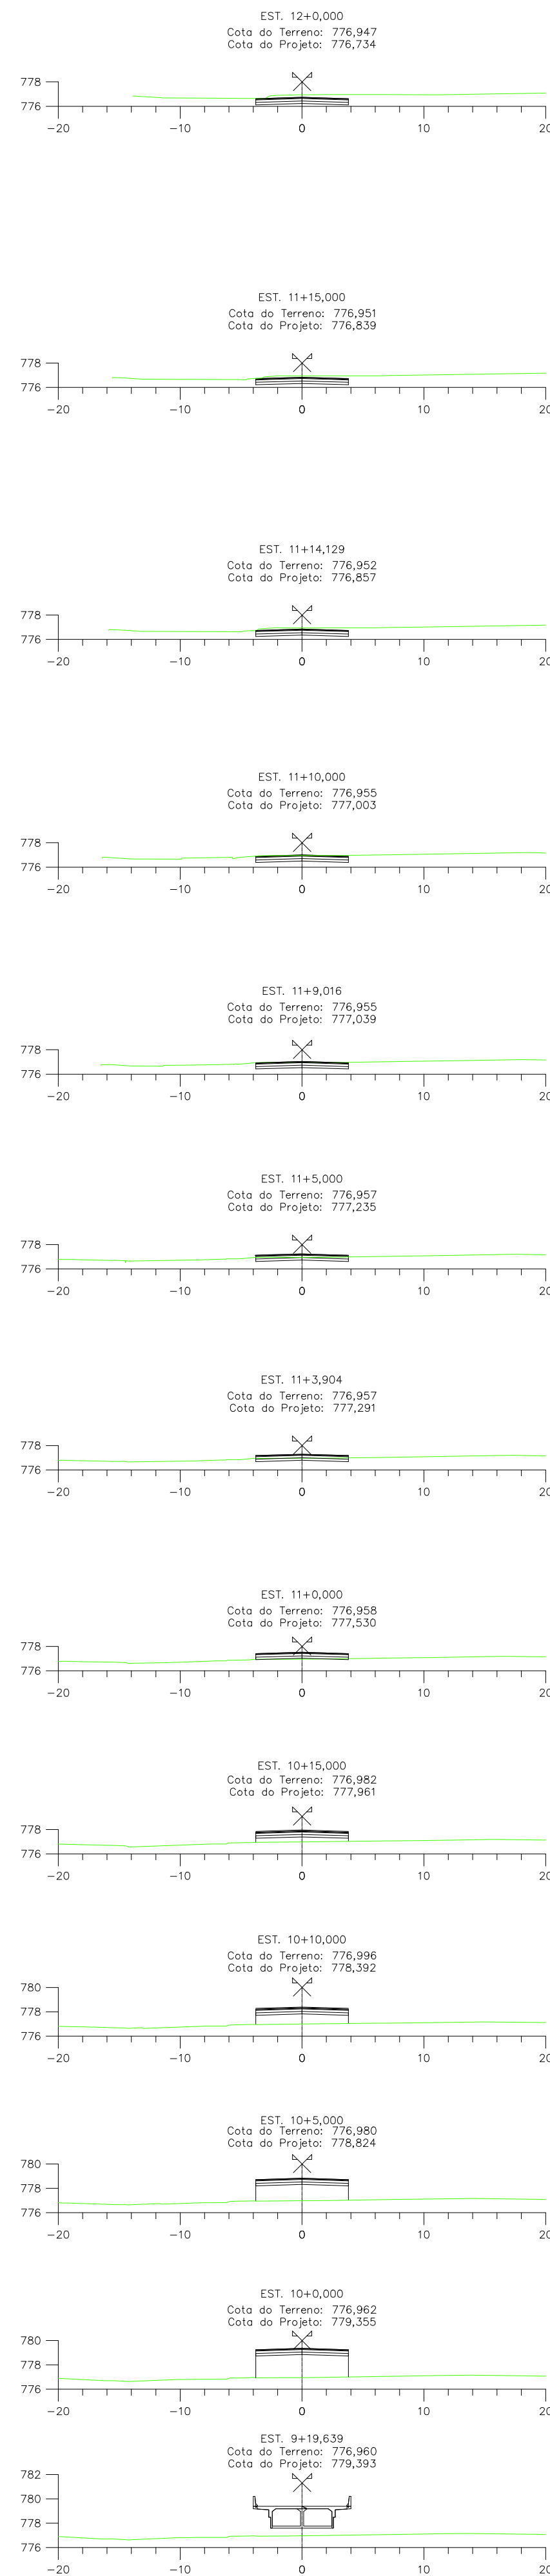 EST. 12+0,000
Cota do Terreno: 776,947
Cota do Projeto: 776,734
778
776
-20 -10 0 10 20
EST. 11+15,000
Cota do Terreno: 776,951
Cota do Projeto: 776,839
778
776
-20 -10 0 10 20
EST. 11+14,129
Cota do Terreno: 776,952
Cota do Projeto: 776,857
778
776
-20 -10 0 10 20
EST. 11+10,000
Cota do Terreno: 776,955
Cota do Projeto: 777,003
778
776
-20 -10 0 10 20
EST. 11+9,016
Cota do Terreno: 776,955
Cota do Projeto: 777,039
778
776
-20 -10 0 10 20
EST. 11+5,000
Cota do Terreno: 776,957
Cota do Projeto: 777,235
778
776
-20 -10 0 10 20
EST. 11+3,904
Cota do Terreno: 776,957
Cota do Projeto: 777,291
778
776
-20 -10 0 10 20
EST. 11+0,000
Cota do Terreno: 776,958
Cota do Projeto: 777,530
778
776
-20 -10 0 10 20
EST. 10+15,000
Cota do Terreno: 776,982
Cota do Projeto: 777,961
778
776
-20 -10 0 10 20
EST. 10+10,000
Cota do Terreno: 776,996
Cota do Projeto: 778,392
780
778
776
-20 -10 0 10 20
EST. 10+5,000
Cota do Terreno: 776,980
Cota do Projeto: 778,824
780
778
776
-20 -10 0 10 20
EST. 10+0,000
Cota do Terreno: 776,962
Cota do Projeto: 779,355
780
778
776
-20 -10 0 10 20
EST. 9+19,639
Cota do Terreno: 776,960
Cota do Projeto: 779,393
782
780
778
776
-20 -10 0 10 20